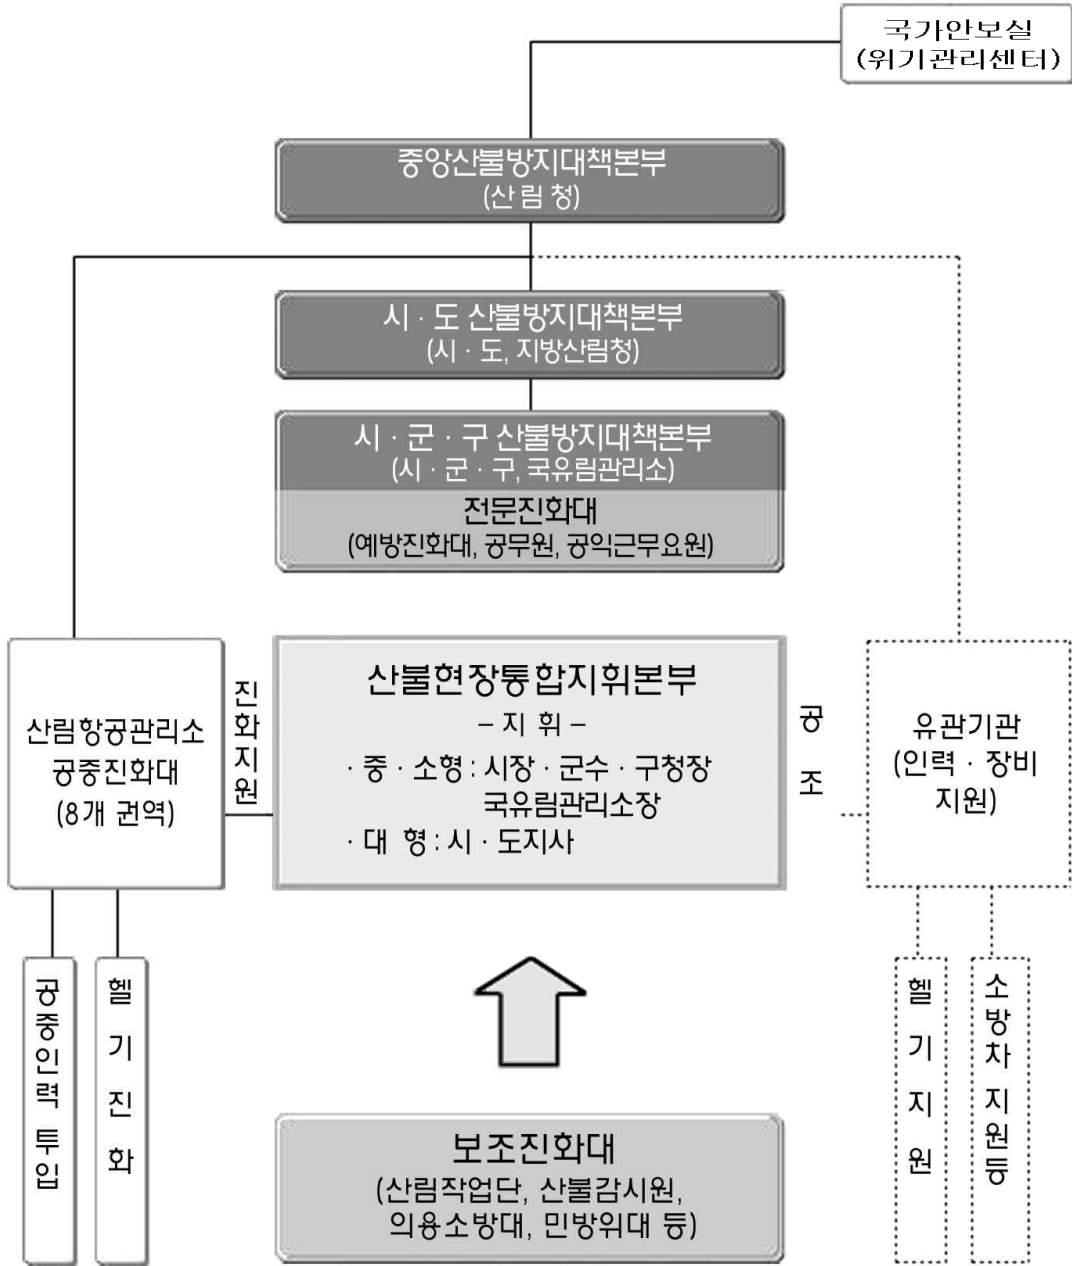 국가안보실
(위기관리센터)
중앙산불방지대책본부
(산림청)
시 · 도 산불방지대책본부
(시 · 도, 지방산림청)
시 · 군 · 구 산불방지대책본부
(시 · 군 · 구, 국유림관리소)
전문진화대
(예방진화대, 공무원, 공익근무요원)
산림항공관리소
공중진화대
(8개 권역)
진화지원
산불현장통합지휘본부
– 지 휘 –
· 중 · 소형 : 시장 · 군수 · 구청장
국유림관리소장
· 대 형 : 시 · 도지사
공조
유관기관
(인력 · 장비
지원)
공중인력 투입
헬기진화
헬기지원
소방차 지원등
보조진화대
(산림작업단, 산불감시원,
의용소방대, 민방위대 등)